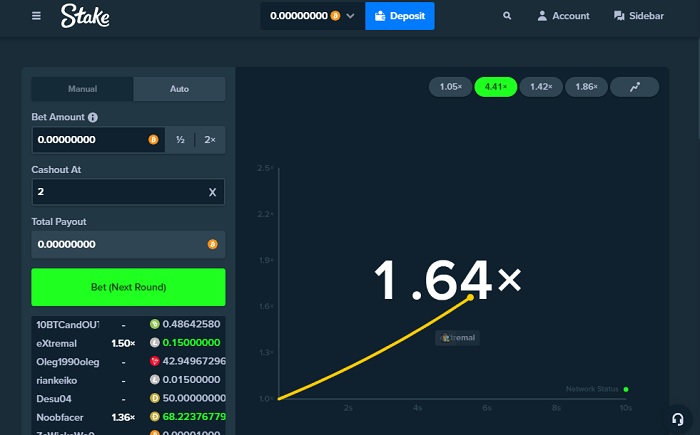 Stake
0.00000000
Deposit
Account
Sidebar
Manual
Auto
1.05×
4.41×
1.42×
1.86×
Bet Amount
0.00000000
½
2×
Cashout At
2
X
Total Payout
0.00000000
Bet (Next Round)
10BTCandOUT - 0.48642580
eXtremal 1.50× 0.15000000
Oleg1990oleg - 42.94967296
riankeiko - 0.01500000
Desu04 - 50.00000000
Noobfacer 1.36× 68.22376779
2.5×
2.2×
1.9×
1.6×
1.3×
1.0×
1.64×
Network Status
2s
4s
6s
8s
10s